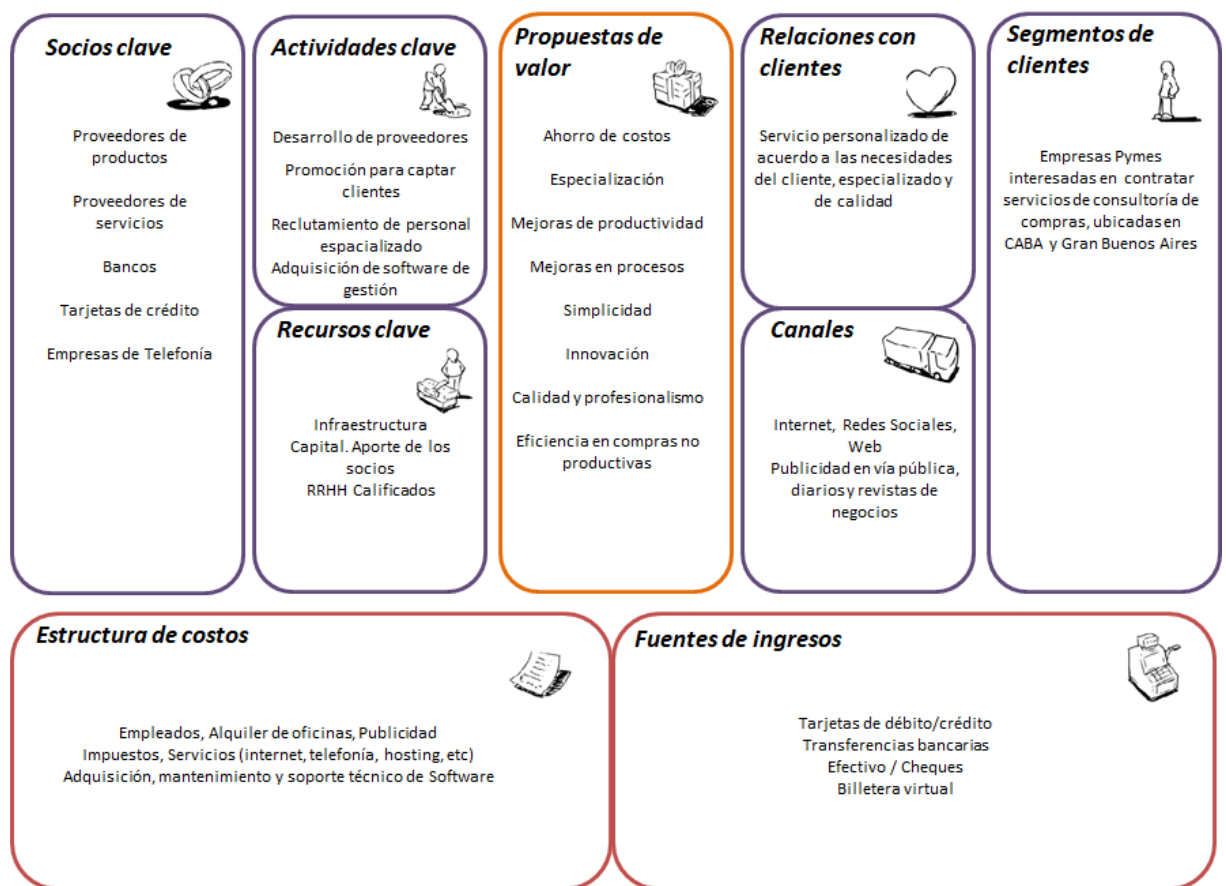 Socios clave
Proveedores de
productos
Proveedores de
servicios
Bancos
Tarjetas de crédito
Empresas de Telefonía
Actividades clave
Desarrollo de proveedores
Promoción para captar
clientes
Reclutamiento de personal
espacializado
Adquisición de software de
gestión
Recursos clave
Infraestructura
Capital. Aporte de los
socios
RRHH Calificados
Propuestas de
valor
Ahorro de costos
Especialización
Mejoras de productividad
Mejoras en procesos
Simplicidad
Innovación
Calidad y profesionalismo
Eficiencia en compras no
productivas
Relaciones con
clientes
Servicio personalizado de
acuerdo a las necesidades
del cliente, especializado y
de calidad
Canales
Internet, Redes Sociales,
Web
Publicidad en vía pública,
diarios y revistas de
negocios
Segmentos de
clientes
Empresas Pymes
interesadas en contratar
servicios de consultoría de
compras, ubicadas en
CABA y Gran Buenos Aires
Estructura de costos
Empleados, Alquiler de oficinas, Publicidad
Impuestos, Servicios (internet, telefonía, hosting, etc)
Adquisición, mantenimiento y soporte técnico de Software
Fuentes de ingresos
Tarjetas de débito/crédito
Transferencias bancarias
Efectivo / Cheques
Billetera virtual